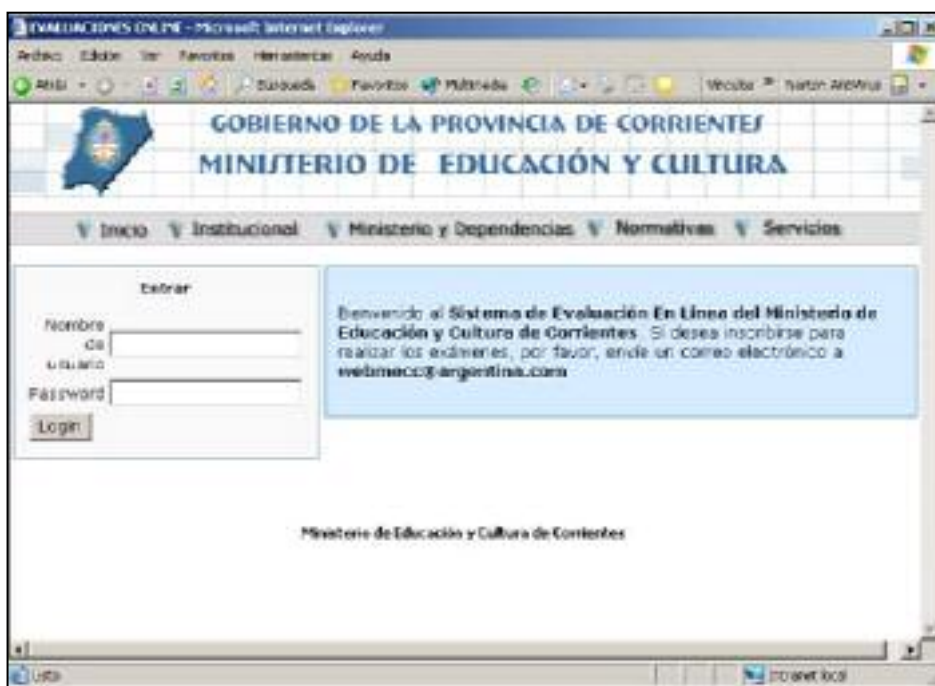 EVALUACIONES ONLINE - Microsoft Internet Explorer
Archivo Edición Ver Favoritos Herramientas Ayuda
Atrás Búsqueda Favoritos Multimedia Vínculos Norton AntiVirus
GOBIERNO DE LA PROVINCIA DE CORRIENTES
MINISTERIO DE EDUCACIÓN Y CULTURA
Inicio Institucional Ministerio y Dependencias Normativas Servicios
Entrar
Nombre
de
usuario
Password
Login
Bienvenido al Sistema de Evaluación En Línea del Ministerio de
Educación y Cultura de Corrientes. Si desea inscribirse para
realizar los exámenes, por favor, envíe un correo electrónico a
webmecc@argentina.com
Ministerio de Educación y Cultura de Corrientes
Listo Intranet local